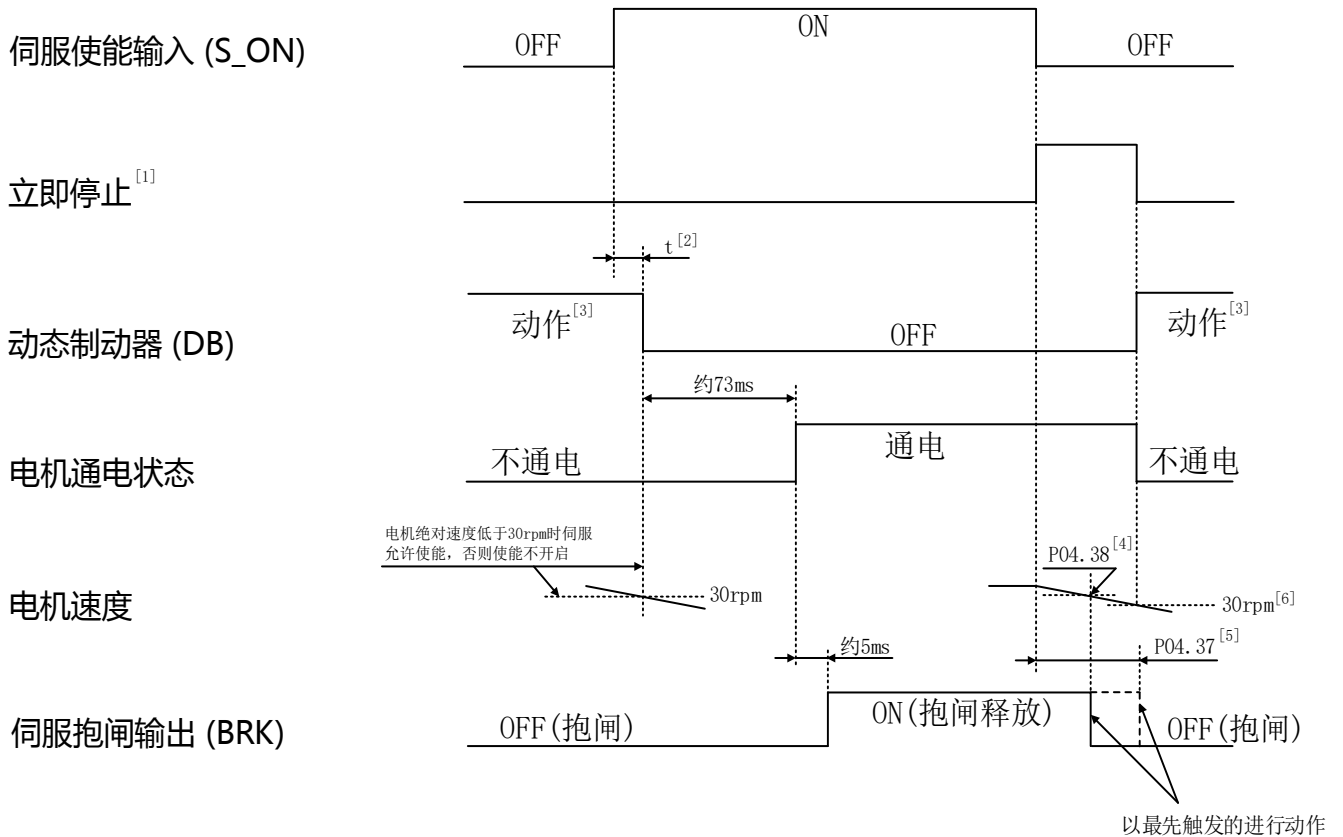 伺服使能输入 (S_ON)
OFF
ON
OFF
立即停止[1]
t[2]
动态制动器 (DB)
动作[3]
OFF
动作[3]
约73ms
电机通电状态
不通电
通电
不通电
电机绝对速度低于30rpm时伺服
允许使能，否则使能不开启
P04.38[4]
电机速度
30rpm
30rpm[6]
约5ms
P04.37[5]
伺服抱闸输出 (BRK)
OFF(抱闸)
ON(抱闸释放)
OFF(抱闸)
以最先触发的进行动作